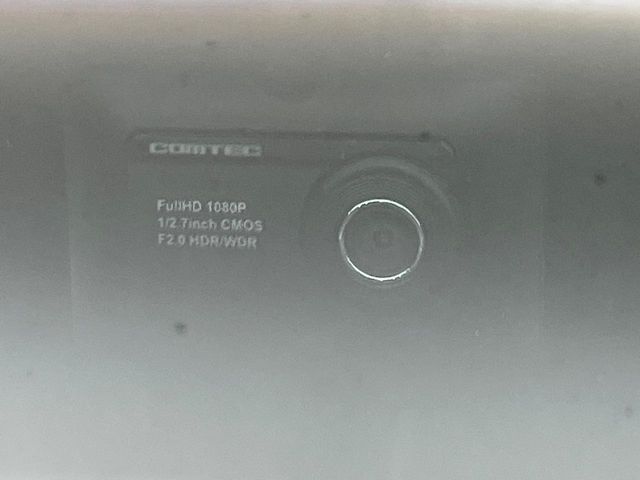 COMTEC
FullHD 1080P
1/2.7inch CMOS
F2.0 HDR/WDR